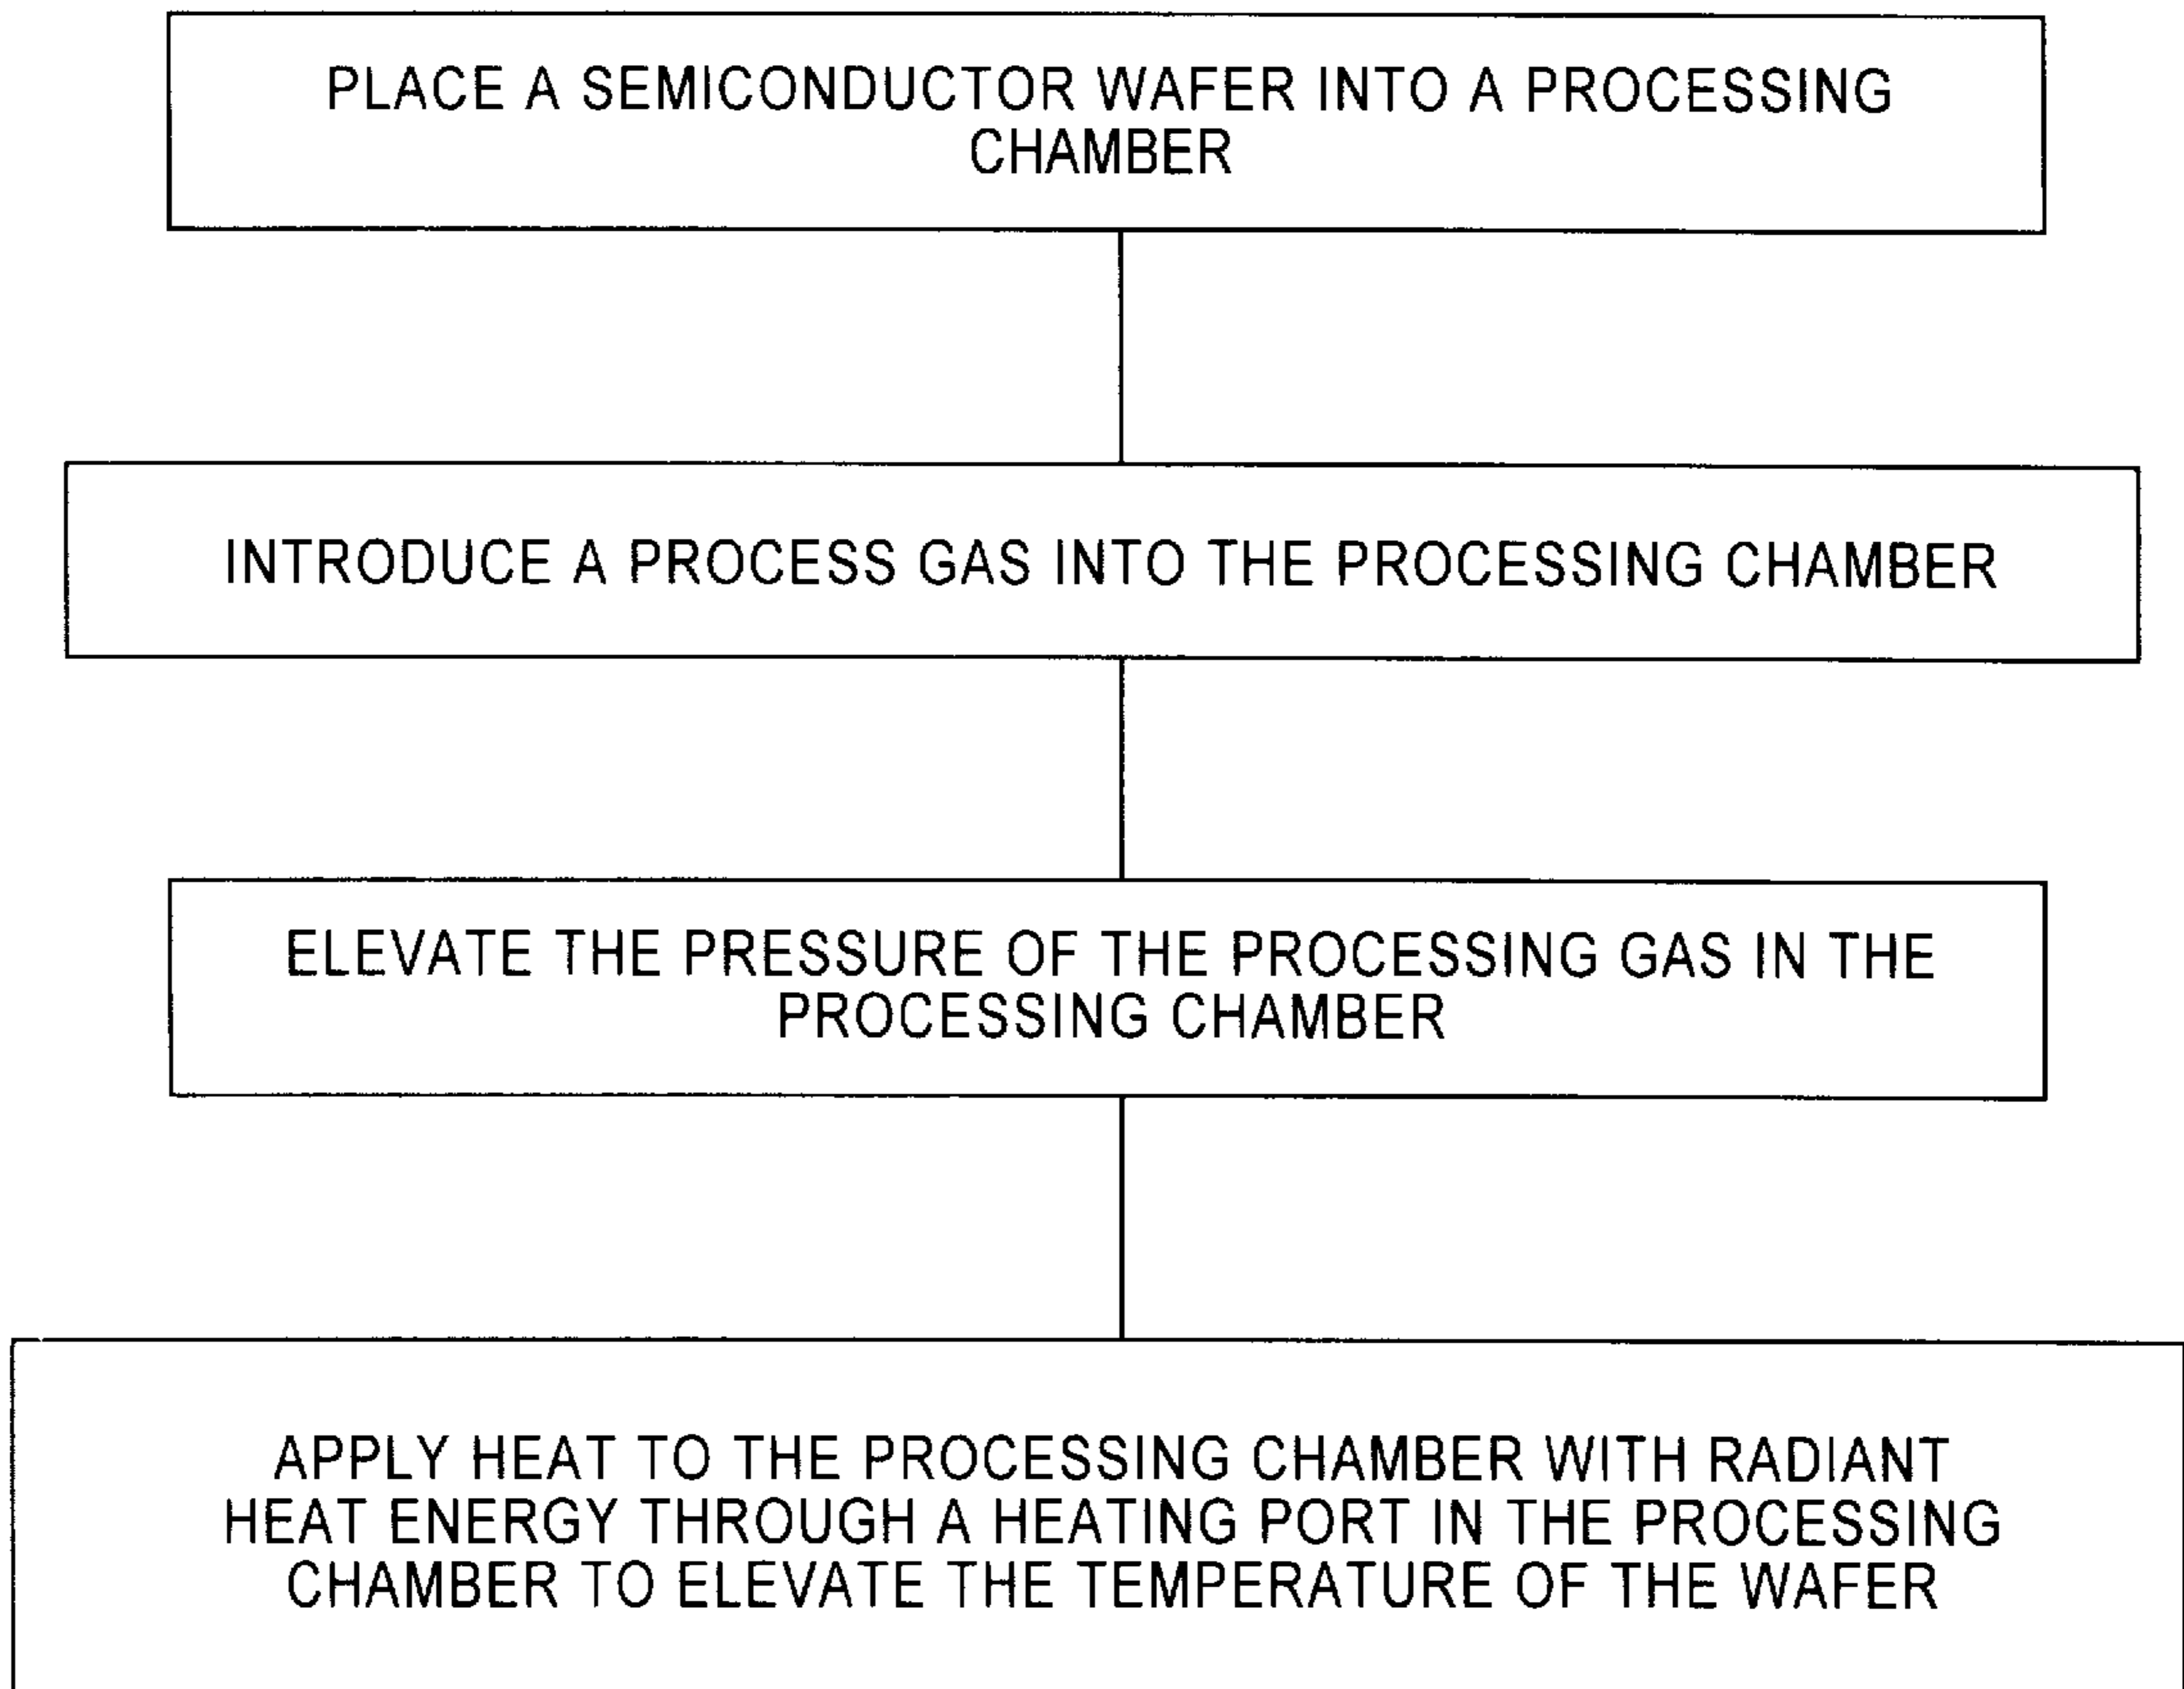 PLACE A SEMICONDUCTOR WAFER INTO A PROCESSING
CHAMBER
INTRODUCE A PROCESS GAS INTO THE PROCESSING CHAMBER
ELEVATE THE PRESSURE OF THE PROCESSING GAS IN THE
PROCESSING CHAMBER
APPLY HEAT TO THE PROCESSING CHAMBER WITH RADIANT
HEAT ENERGY THROUGH A HEATING PORT IN THE PROCESSING
CHAMBER TO ELEVATE THE TEMPERATURE OF THE WAFER